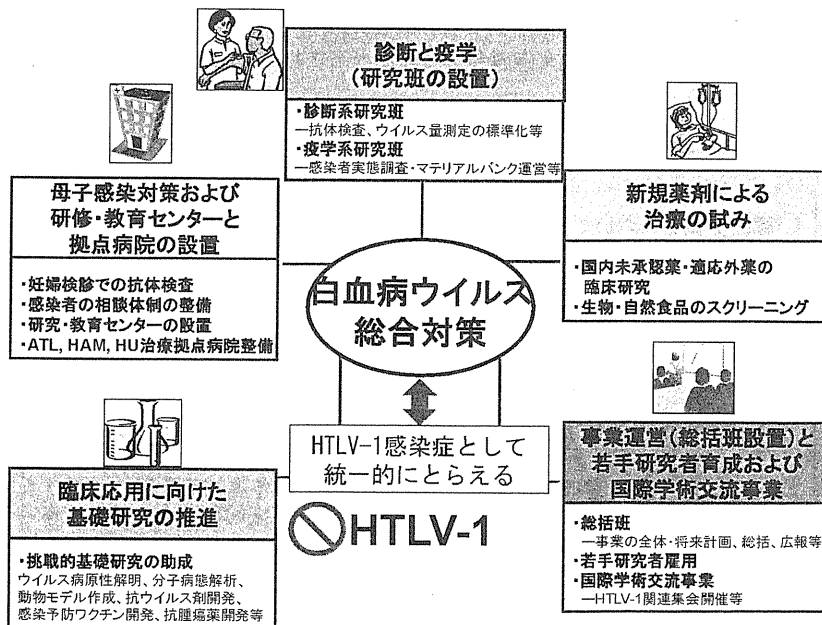 診断と疫学
(研究班の設置)
・診断系研究班
―抗体検査、ウイルス量測定の標準化等
・疫学系研究班
―感染者実態調査・マテリアルバンク運営等
母子感染対策および
研修・教育センターと
拠点病院の設置
・妊婦検診での抗体検査
・感染者の相談体制の整備
・研究・教育センターの設置
・ATL, HAM, HU治療拠点病院整備
新規薬剤による
治療の試み
・国内未承認薬・適応外薬の
臨床研究
・生物・自然食品のスクリーニング
白血病ウイルス
総合対策
HTLV-1感染症として
統一的にとらえる
HTLV-1
臨床応用に向けた
基礎研究の推進
・挑戦的基礎研究の助成
ウイルス病原性解明、分子病態解析、
動物モデル作成、抗ウイルス剤開発、
感染予防ワクチン開発、抗腫瘍薬開発等
事業運営(総括班設置)と
若手研究者育成および
国際学術交流事業
・総括班
―事業の全体・将来計画、総括、広報等
・若手研究者雇用
・国際学術交流事業
―HTLV-1関連集会開催等